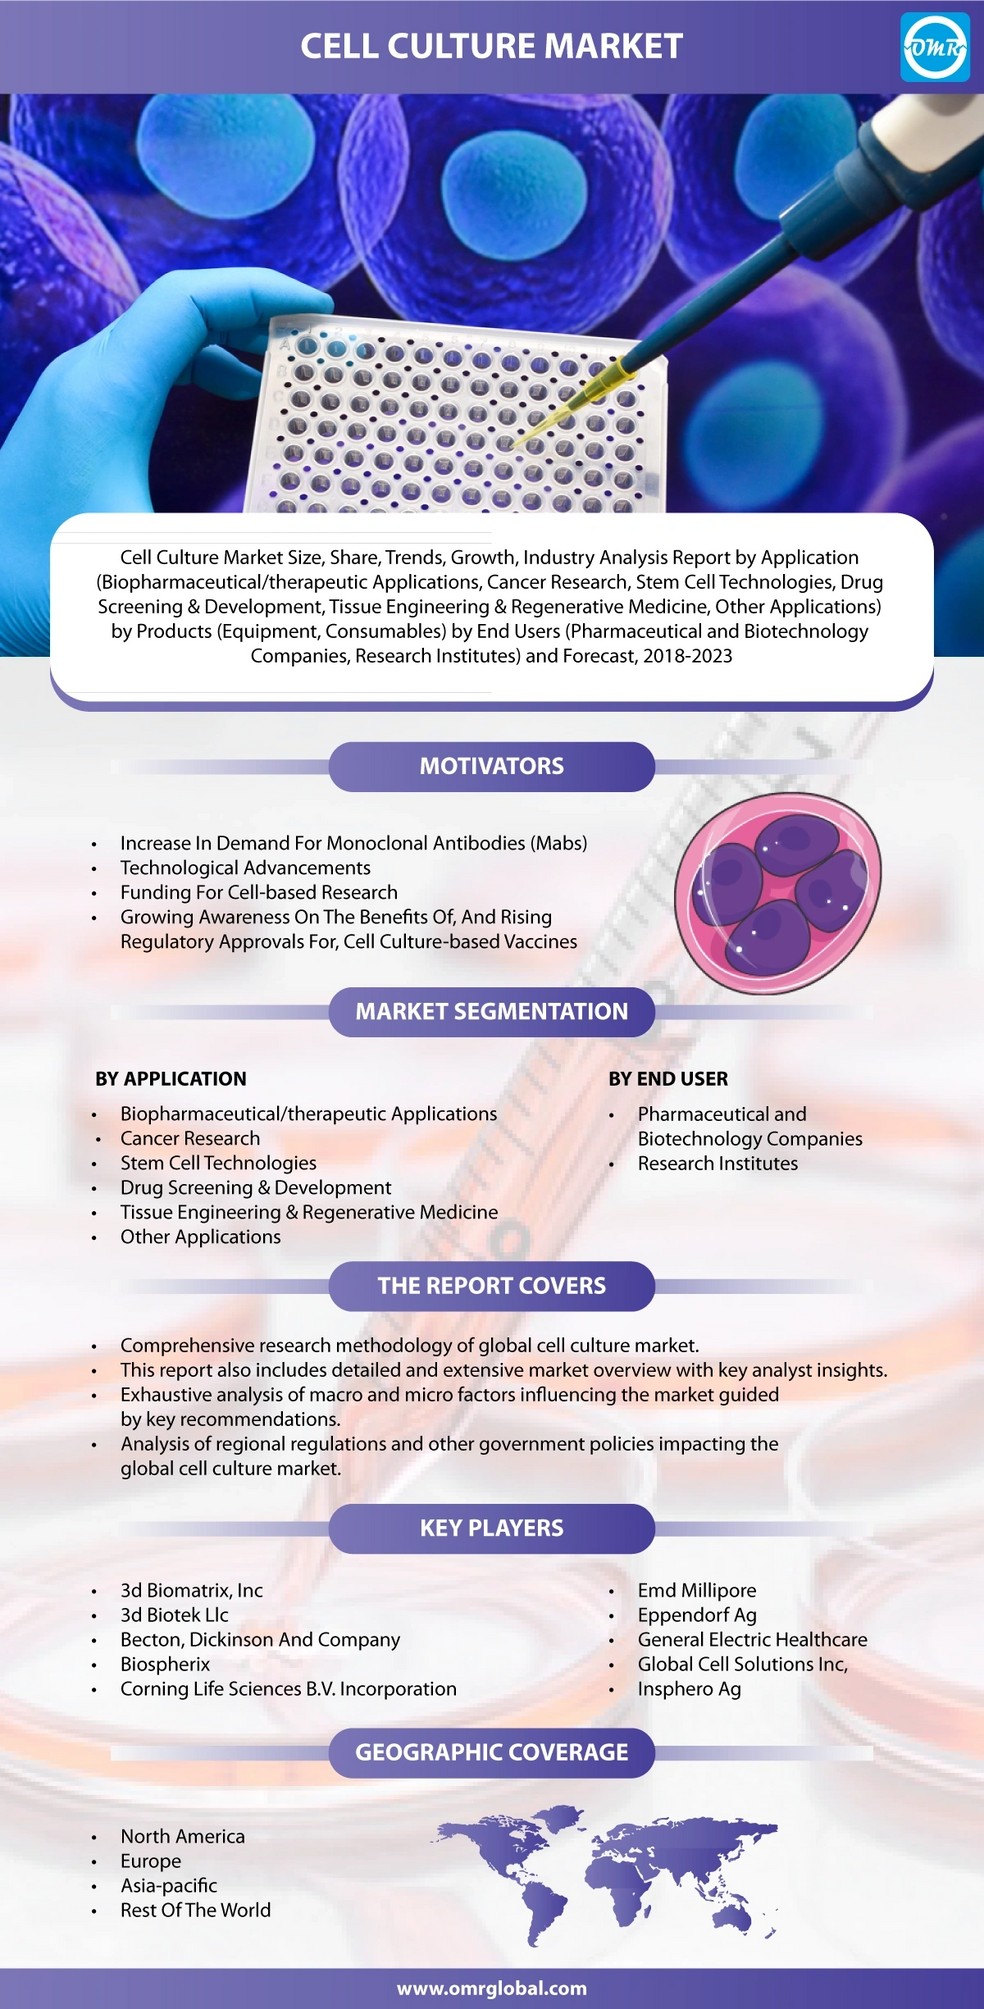 CELL CULTURE MARKET
OMR
Cell Culture Market Size, Share, Trends, Growth, Industry Analysis Report by Application
(Biopharmaceutical/therapeutic Applications, Cancer Research, Stem Cell Technologies, Drug
Screening & Development, Tissue Engineering & Regenerative Medicine, Other Applications)
by Products (Equipment, Consumables) by End Users (Pharmaceutical and Biotechnology
Companies, Research Institutes) and Forecast, 2018-2023
MOTIVATORS
• Increase In Demand For Monoclonal Antibodies (Mabs)
• Technological Advancements
• Funding For Cell-based Research
• Growing Awareness On The Benefits Of, And Rising
Regulatory Approvals For, Cell Culture-based Vaccines
MARKET SEGMENTATION
BY APPLICATION
• Biopharmaceutical/therapeutic Applications
• Cancer Research
• Stem Cell Technologies
• Drug Screening & Development
• Tissue Engineering & Regenerative Medicine
• Other Applications
BY END USER
• Pharmaceutical and
Biotechnology Companies
• Research Institutes
THE REPORT COVERS
• Comprehensive research methodology of global cell culture market.
• This report also includes detailed and extensive market overview with key analyst insights.
• Exhaustive analysis of macro and micro factors influencing the market guided
by key recommendations.
• Analysis of regional regulations and other government policies impacting the
global cell culture market.
KEY PLAYERS
• 3d Biomatrix, Inc
• 3d Biotek Llc
• Becton, Dickinson And Company
• Biospherix
• Corning Life Sciences B.V. Incorporation
• Emd Millipore
• Eppendorf Ag
• General Electric Healthcare
• Global Cell Solutions Inc,
• Insphero Ag
GEOGRAPHIC COVERAGE
• North America
• Europe
• Asia-pacific
• Rest Of The World
www.omrglobal.com